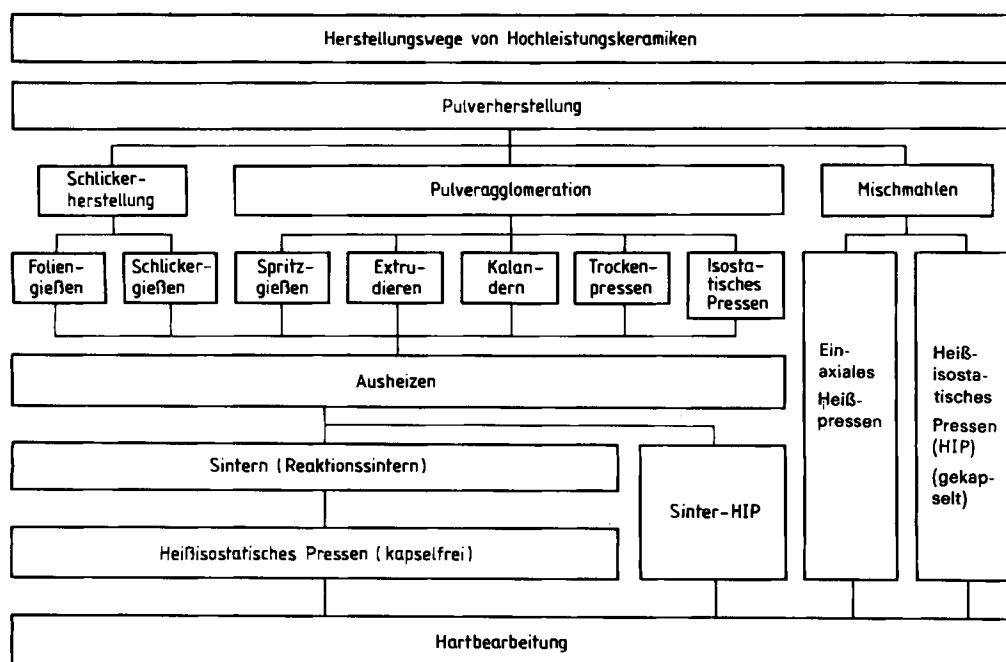 Herstellungswege von Hochleistungskeramiken
Pulverherstellung
Schlicker-
herstellung
Pulveragglomeration
Mischmahlen
Folien-
gießen
Schlicker-
gießen
Spritz-
gießen
Extru-
dieren
Kalan-
dern
Trocken-
pressen
Isosta-
tisches
Pressen
Ein-
axiales
Heiß-
pressen
Heiß-
isosta-
tisches
Pressen
(HIP)
(gekap-
selt)
Ausheizen
Sintern (Reaktionssintern)
Sinter-HIP
Heißisostatisches Pressen (kapselfrei)
Hartbearbeitung